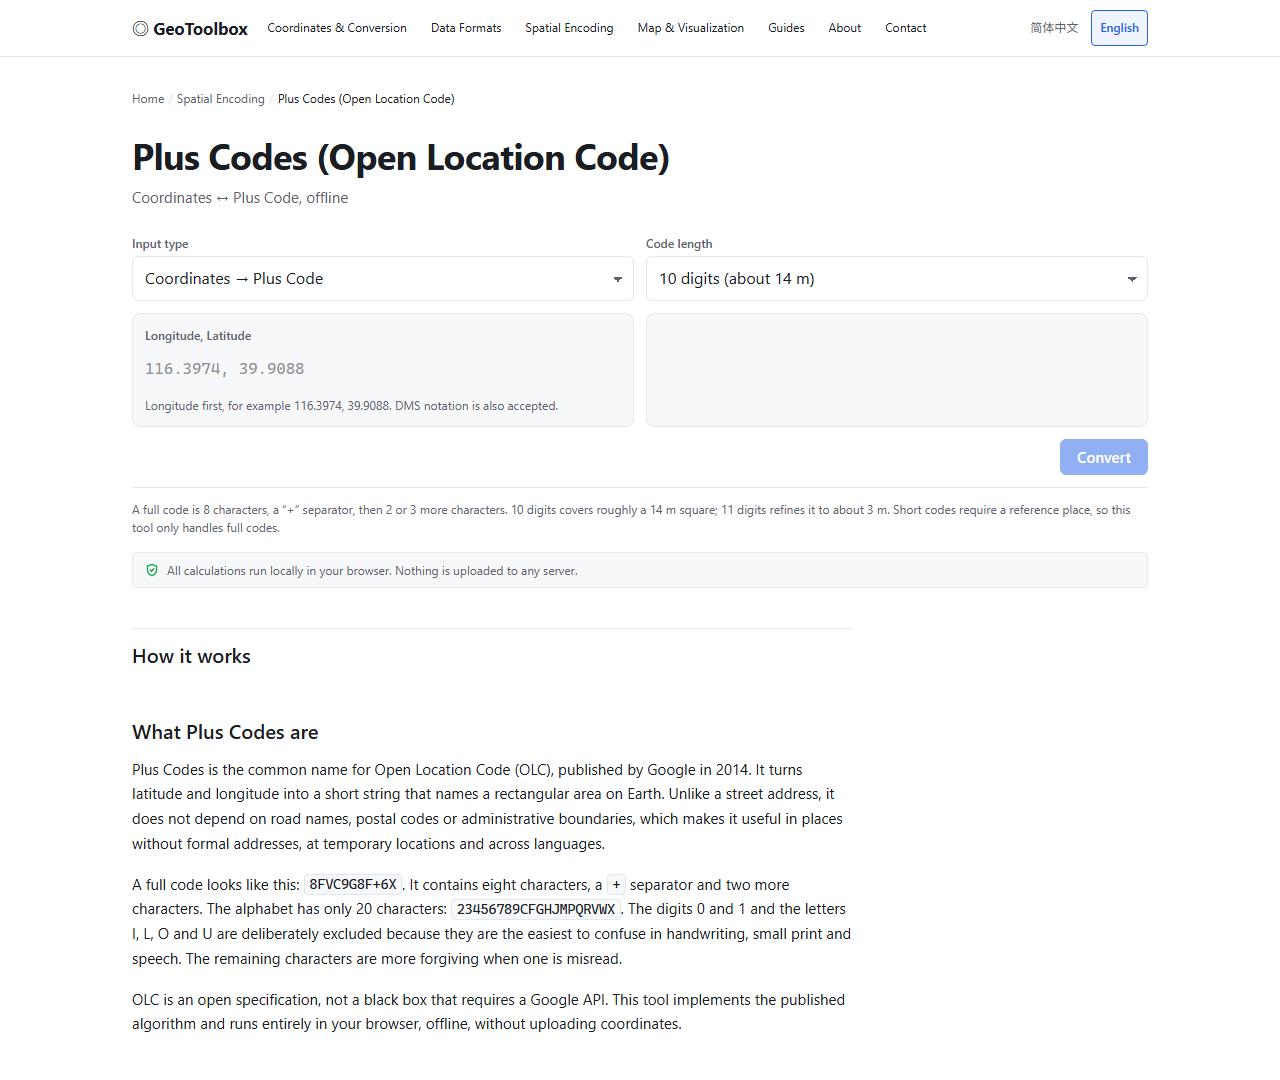 GeoToolbox Coordinates & Conversion Data Formats Spatial Encoding Map & Visualization Guides About Contact 简体中文 English
Home / Spatial Encoding / Plus Codes (Open Location Code)
Plus Codes (Open Location Code)
Coordinates ↔ Plus Code, offline
Input type
Coordinates → Plus Code
Code length
10 digits (about 14 m)
Longitude, Latitude
116.3974, 39.9088
Longitude first, for example 116.3974, 39.9088. DMS notation is also accepted.
Convert
A full code is 8 characters, a “+” separator, then 2 or 3 more characters. 10 digits covers roughly a 14 m square; 11 digits refines it to about 3 m. Short codes require a reference place, so this
tool only handles full codes.
All calculations run locally in your browser. Nothing is uploaded to any server.
How it works
What Plus Codes are
Plus Codes is the common name for Open Location Code (OLC), published by Google in 2014. It turns
latitude and longitude into a short string that names a rectangular area on Earth. Unlike a street address, it
does not depend on road names, postal codes or administrative boundaries, which makes it useful in places
without formal addresses, at temporary locations and across languages.
A full code looks like this: 8FVC9G8F+6X. It contains eight characters, a + separator and two more
characters. The alphabet has only 20 characters: 23456789CFGHJMPQRVWX. The digits 0 and 1 and the letters
I, L, O and U are deliberately excluded because they are the easiest to confuse in handwriting, small print and
speech. The remaining characters are more forgiving when one is misread.
OLC is an open specification, not a black box that requires a Google API. This tool implements the published
algorithm and runs entirely in your browser, offline, without uploading coordinates.